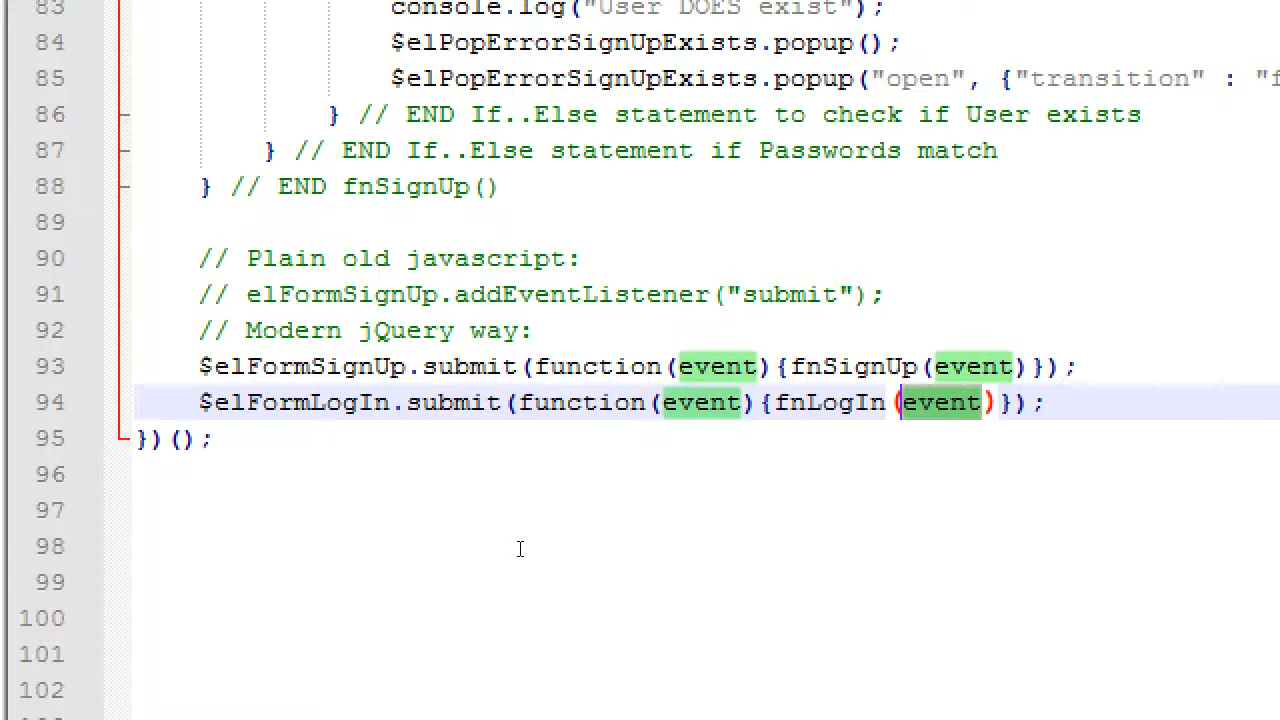 83 console.log("User DOES exist");
84 $elPopErrorSignUpExists.popup();
85 $elPopErrorSignUpExists.popup("open", {"transition" : "f
86 } // END If..Else statement to check if User exists
87 } // END If..Else statement if Passwords match
88 } // END fnSignUp()
89
90 // Plain old javascript:
91 // elFormSignUp.addEventListener("submit");
92 // Modern jQuery way:
93 $elFormSignUp.submit(function(event){fnSignUp(event)});
94 $elFormLogIn.submit(function(event){fnLogIn(event)});
95 })();
96
97
98
99
100
101
102